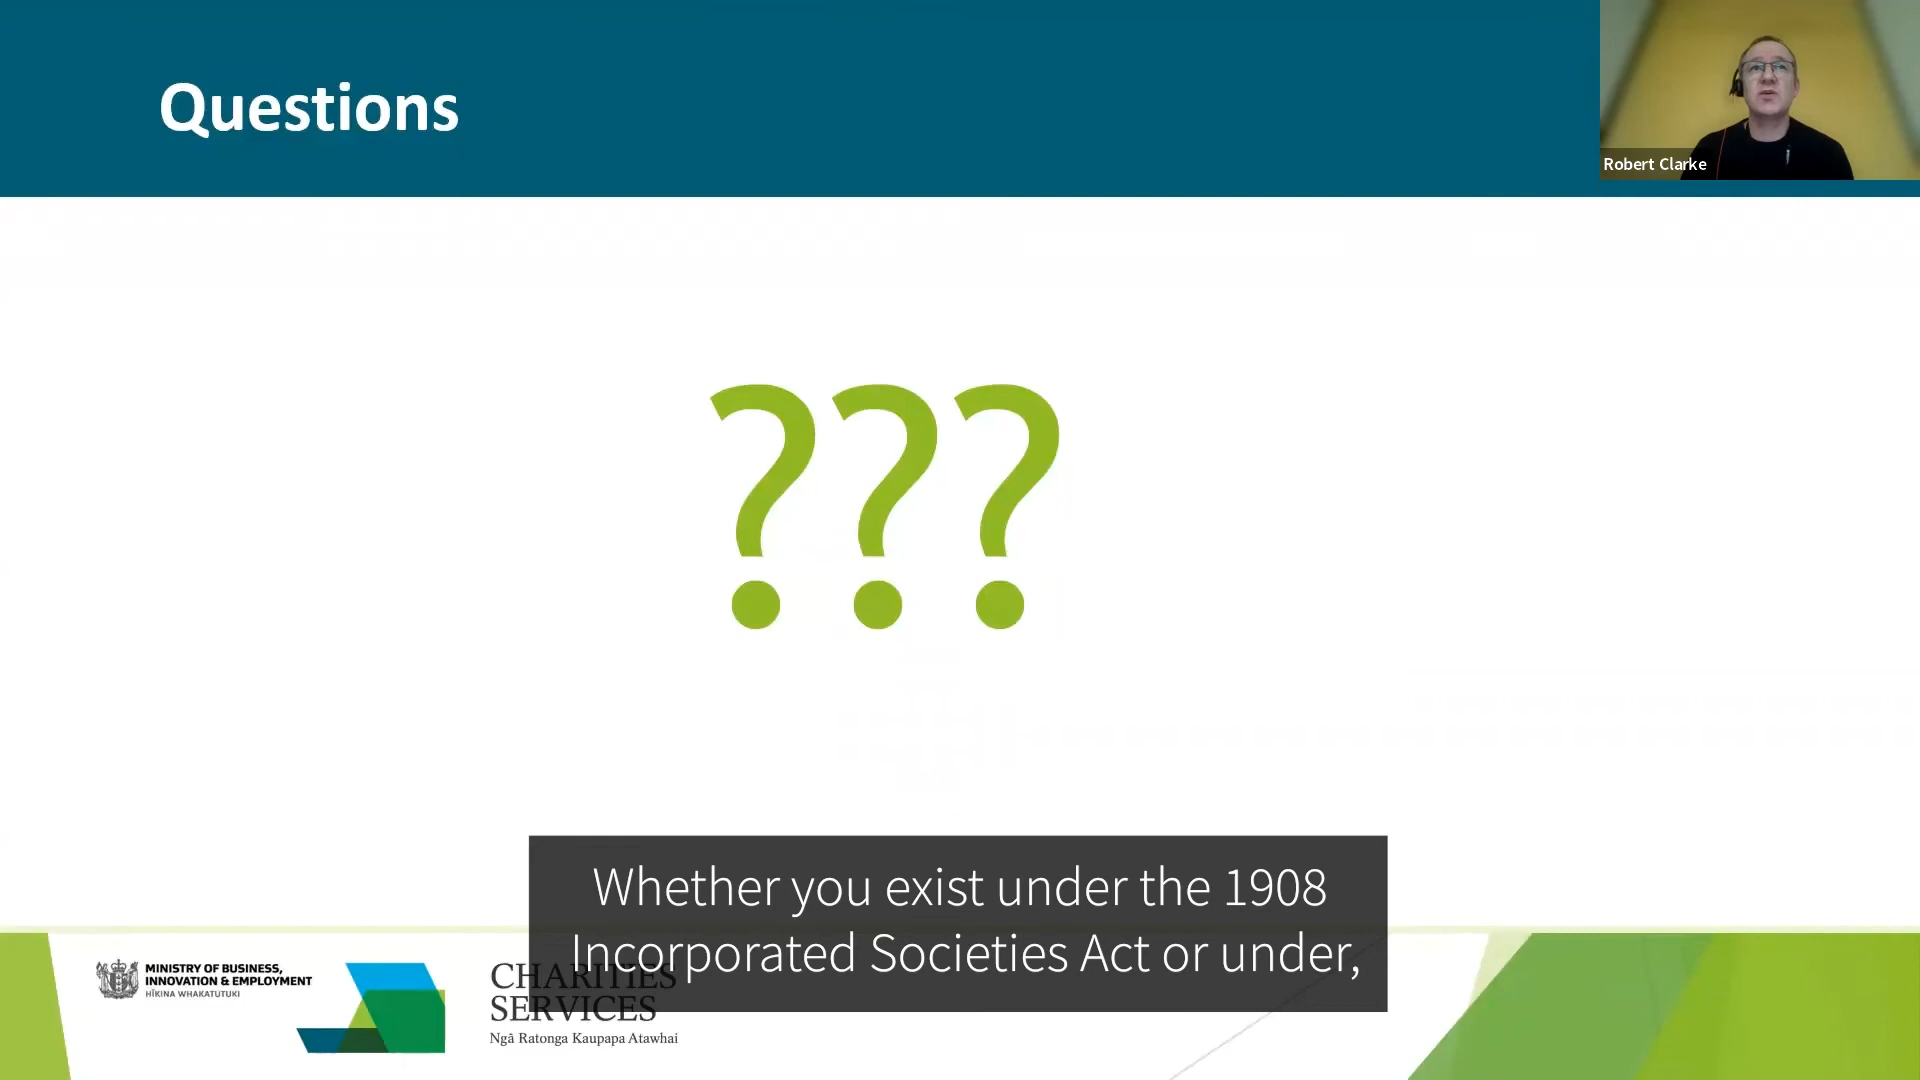 Questions
Robert Clarke
???
Whether you exist under the 1908
Incorporated Societies Act or under,
MINISTRY OF BUSINESS,
INNOVATION & EMPLOYMENT
HĪKINA WHAKATUTUKI
CHARITIES
SERVICES
Ngā Ratonga Kaupapa Atawhai